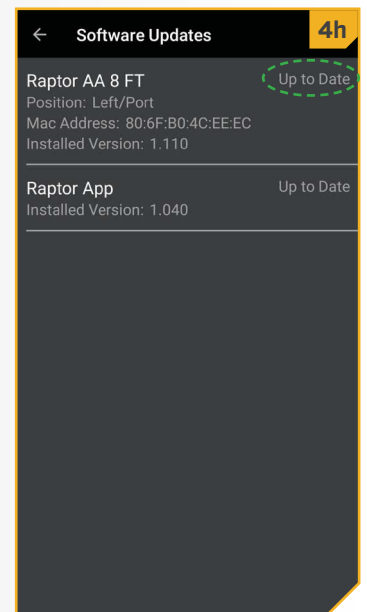 ← Software Updates
4h
Raptor AA 8 FT
Up to Date
Position: Left/Port
Mac Address: 80:6F:B0:4C:EE:EC
Installed Version: 1.110
Raptor App
Up to Date
Installed Version: 1.040